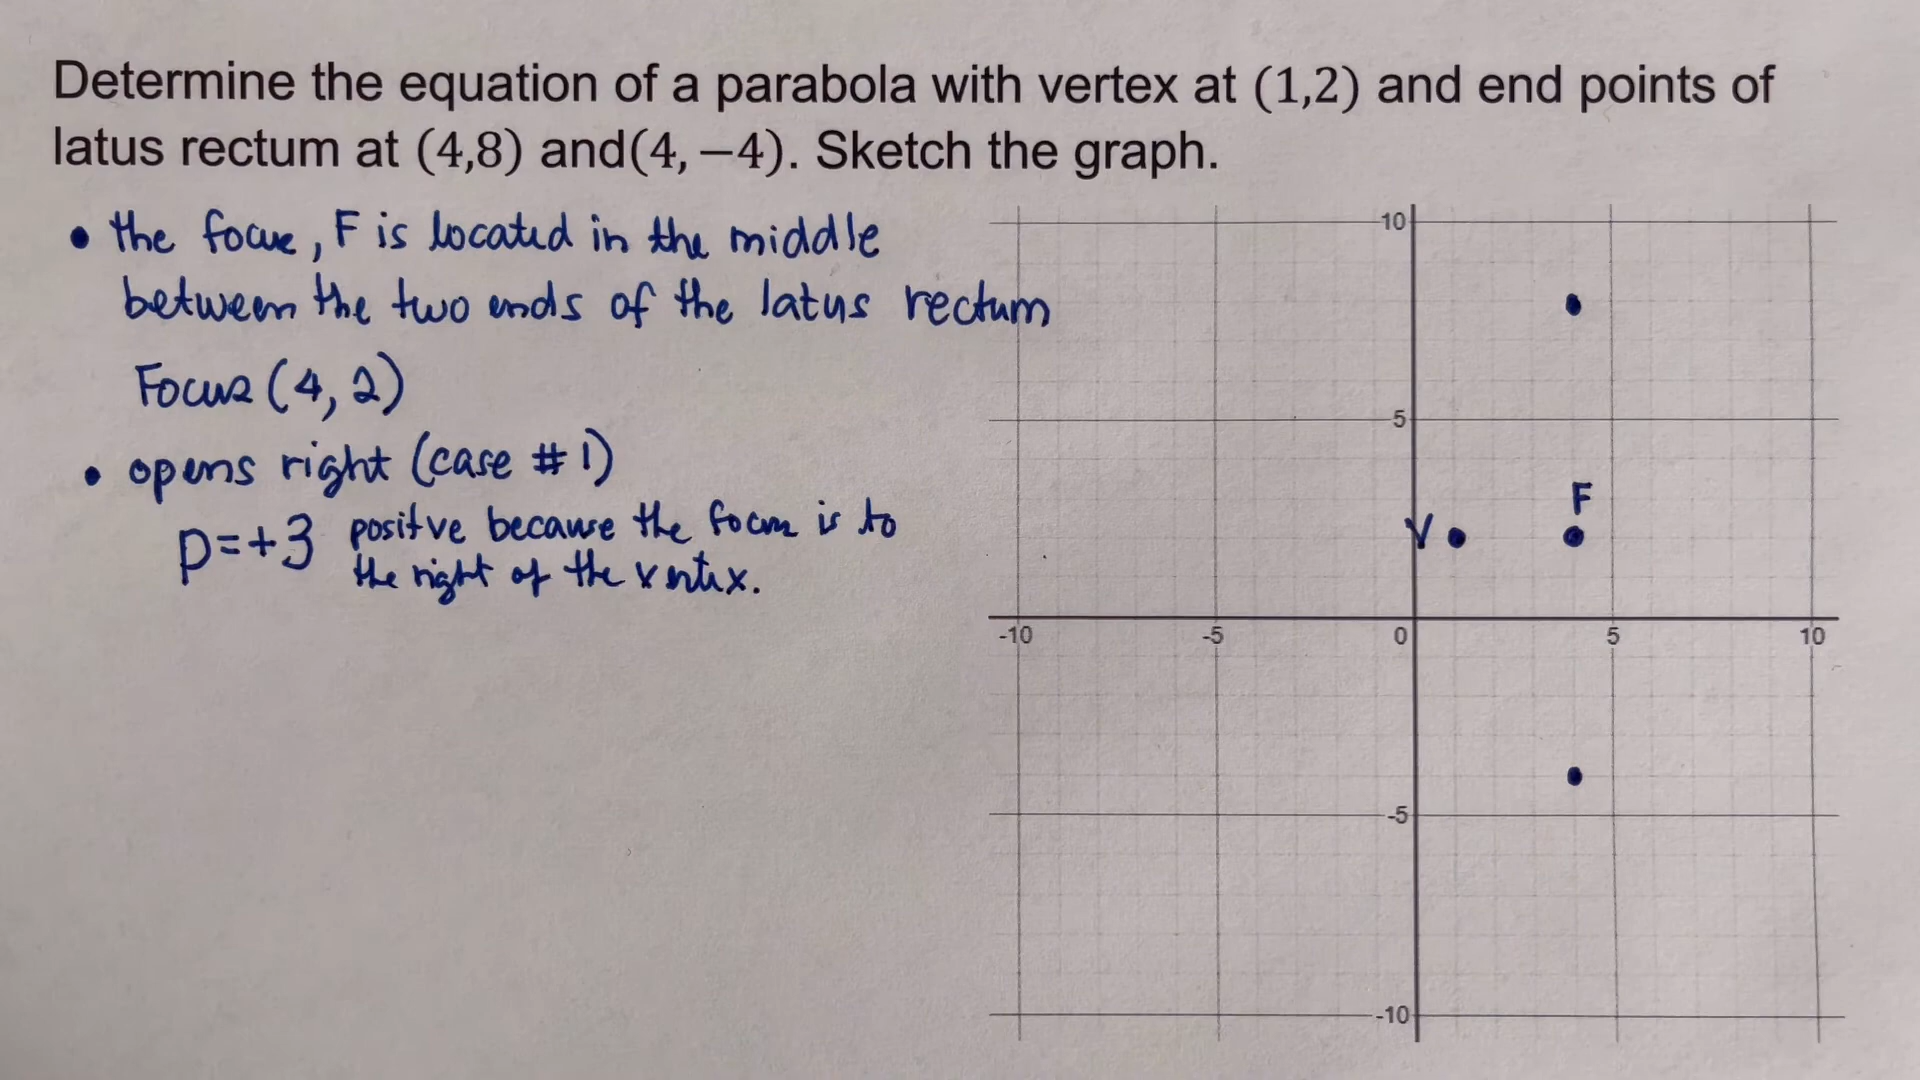 Determine the equation of a parabola with vertex at (1,2) and end points of
latus rectum at (4,8) and(4, −4). Sketch the graph.
• the focus, F is located in the middle
between the two ends of the latus rectum
Focus (4, 2)
• opens right (case #1)
p=+3 positve because the focus is to
the right of the vertex.
10
5
F
V
-10 -5 0 5 10
-5
-10